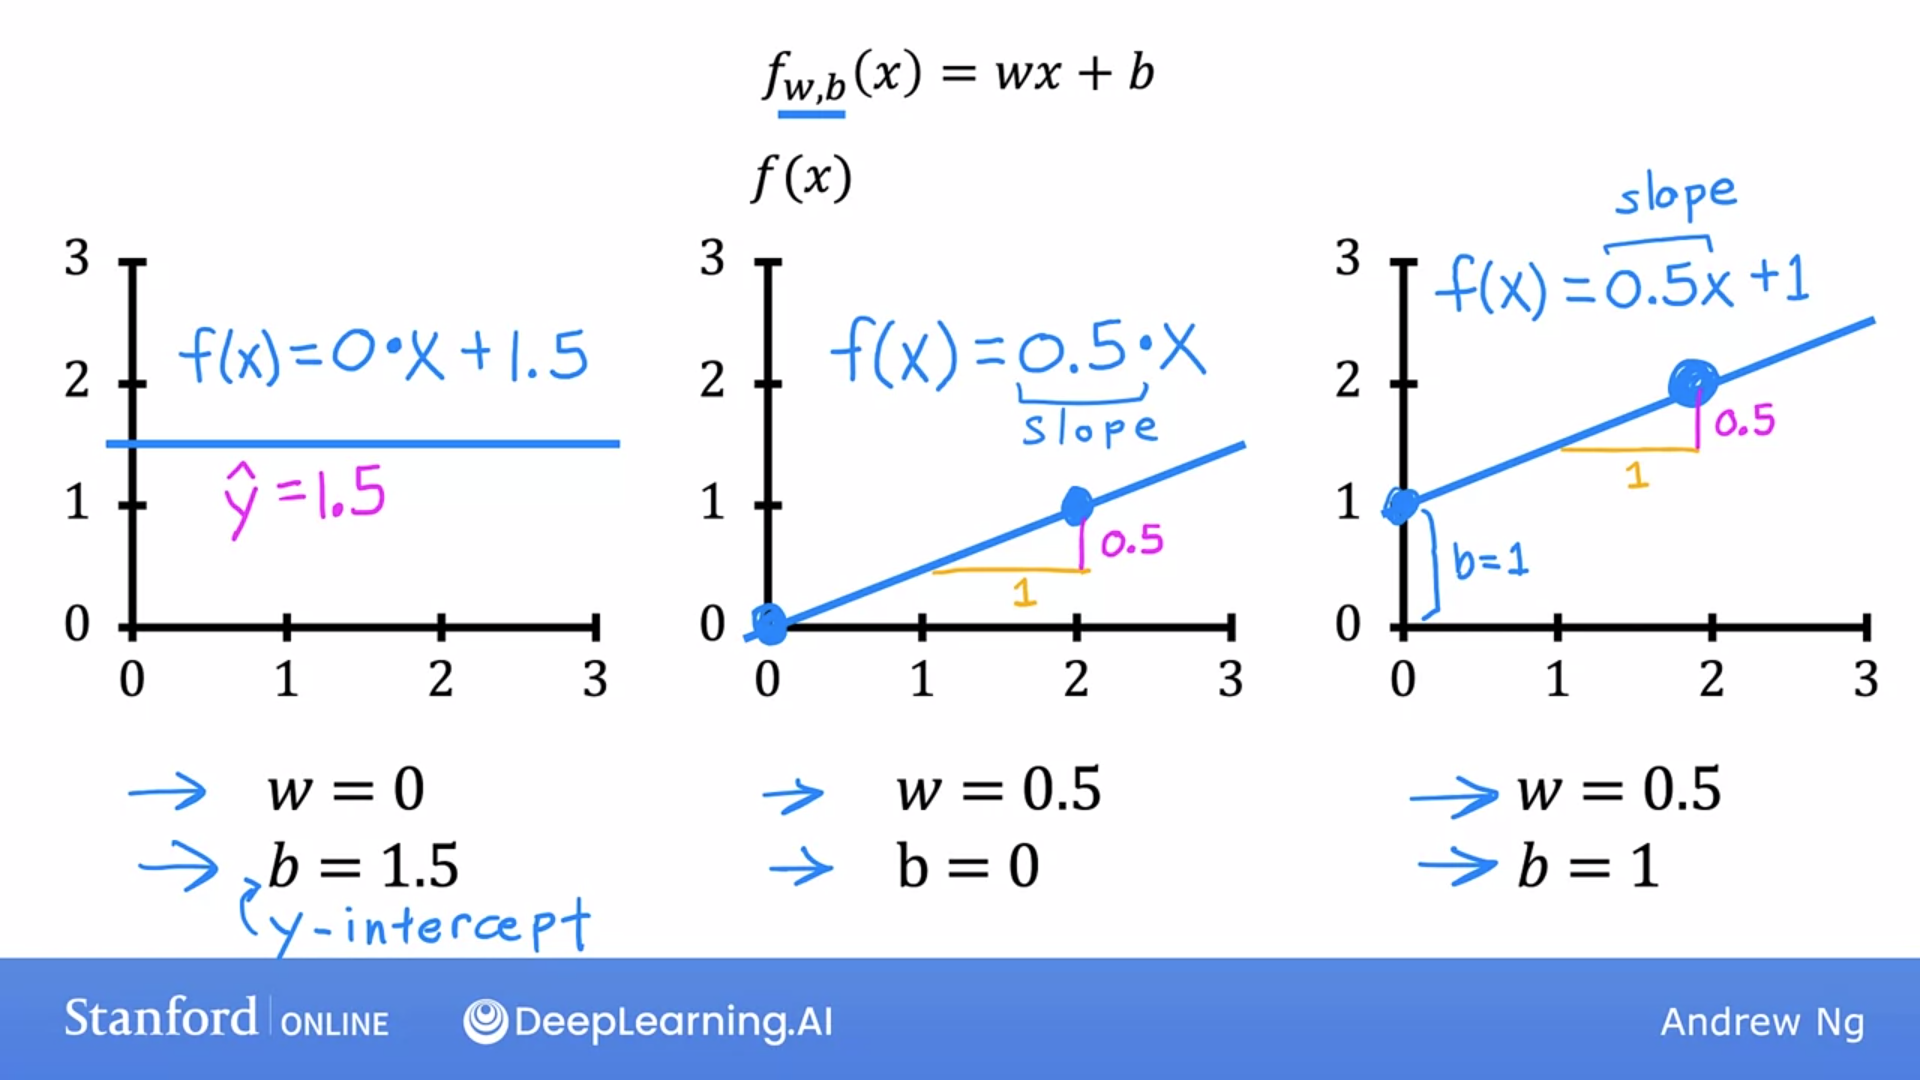 f_{w,b}(x) = wx + b
f(x)
3
2
1
0
0 1 2 3
f(x)=0•x+1.5
ŷ=1.5
w = 0
b = 1.5
y-intercept
3
2
1
0
0 1 2 3
f(x)=0.5•x
slope
0.5
1
w = 0.5
b = 0
3
2
1
0
0 1 2 3
slope
f(x)=0.5x+1
0.5
1
b=1
w = 0.5
b = 1
Stanford ONLINE DeepLearning.AI Andrew Ng